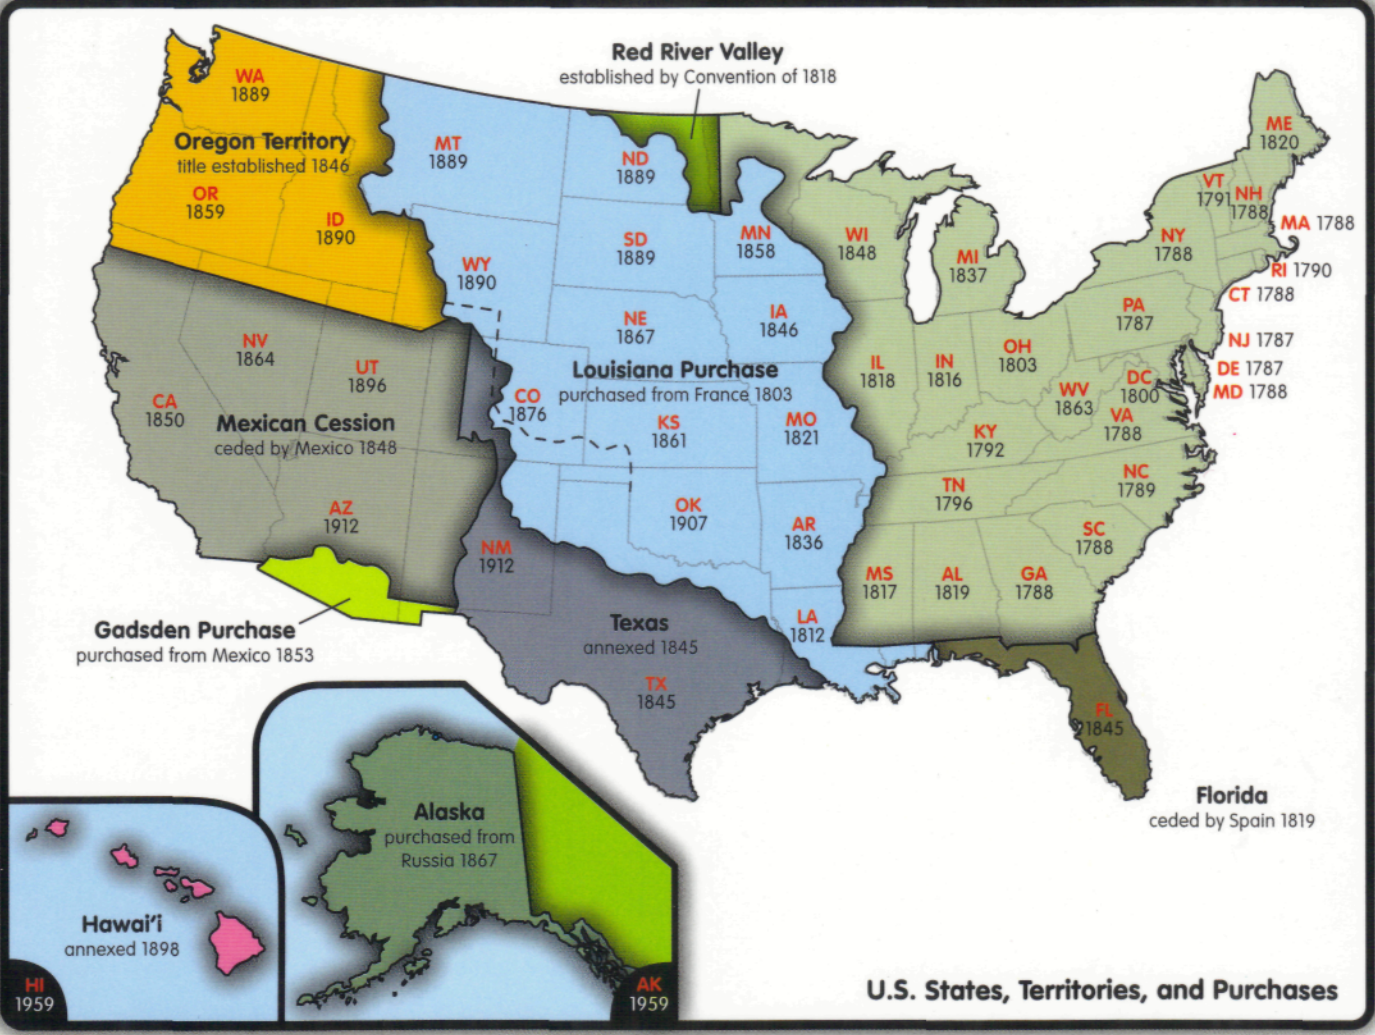 Red River Valley
established by Convention of 1818
WA
1889
Oregon Territory
title established 1846
OR
1859
ID
1890
MT
1889
ND
1889
ME
1820
VT
1791
NH
1788
MA 1788
NY
1788
RI 1790
CT 1788
WI
1848
MI
1837
MN
1858
SD
1889
WY
1890
PA
1787
NJ 1787
DE 1787
MD 1788
NE
1867
IA
1846
NV
1864
UT
1896
IL
1818
IN
1816
OH
1803
WV
1863
DC
1800
VA
1788
Louisiana Purchase
purchased from France 1803
CA
1850
Mexican Cession
ceded by Mexico 1848
CO
1876
KS
1861
MO
1821
KY
1792
TN
1796
NC
1789
AZ
1912
NM
1912
OK
1907
AR
1836
SC
1788
MS
1817
AL
1819
GA
1788
LA
1812
Gadsden Purchase
purchased from Mexico 1853
Texas
annexed 1845
TX
1845
FL
1845
Florida
ceded by Spain 1819
Alaska
purchased from
Russia 1867
Hawai'i
annexed 1898
HI
1959
AK
1959
U.S. States, Territories, and Purchases